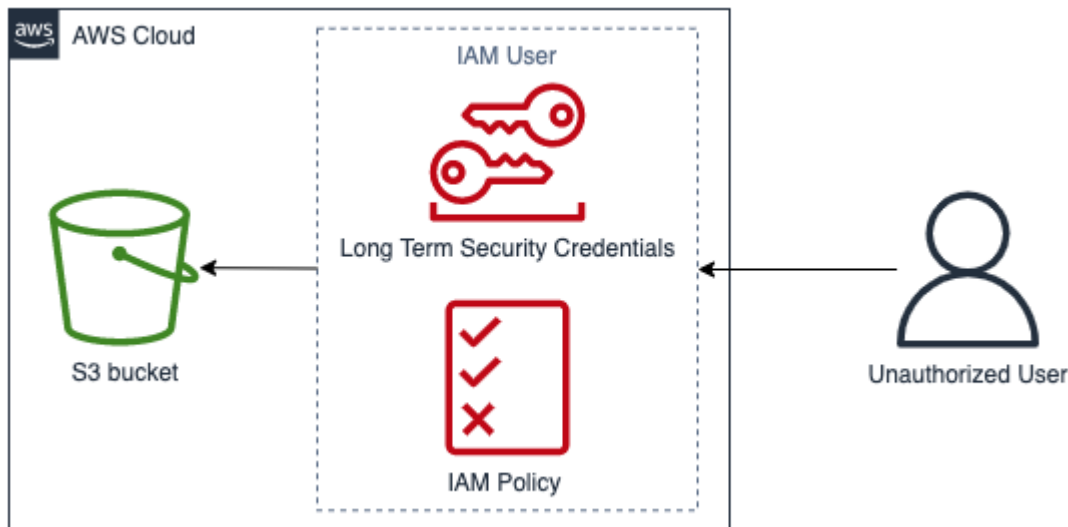 aws
AWS Cloud
IAM User
Long Term Security Credentials
S3 bucket
Unauthorized User
IAM Policy